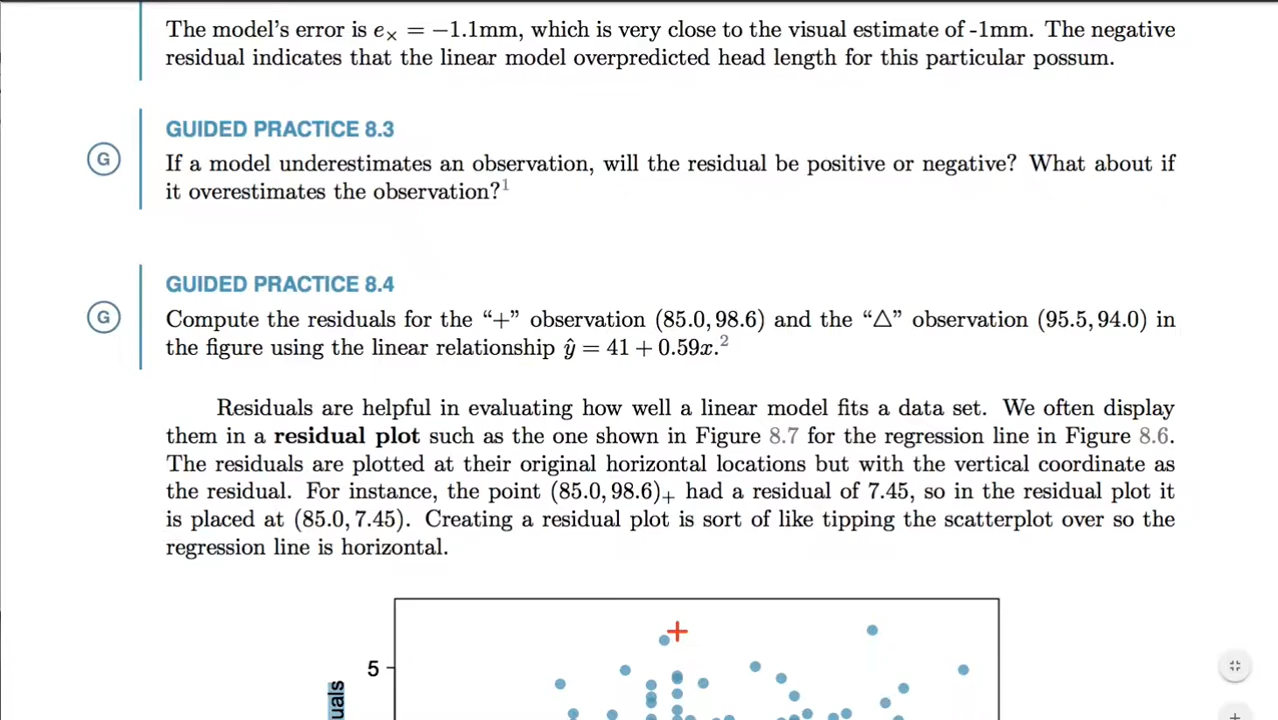 The model's error is eₓ = −1.1mm, which is very close to the visual estimate of -1mm. The negative
residual indicates that the linear model overpredicted head length for this particular possum.
GUIDED PRACTICE 8.3
G
If a model underestimates an observation, will the residual be positive or negative? What about if
it overestimates the observation?¹
GUIDED PRACTICE 8.4
G
Compute the residuals for the “+” observation (85.0, 98.6) and the “△” observation (95.5, 94.0) in
the figure using the linear relationship ŷ = 41 + 0.59x.²
Residuals are helpful in evaluating how well a linear model fits a data set. We often display
them in a residual plot such as the one shown in Figure 8.7 for the regression line in Figure 8.6.
The residuals are plotted at their original horizontal locations but with the vertical coordinate as
the residual. For instance, the point (85.0, 98.6)₊ had a residual of 7.45, so in the residual plot it
is placed at (85.0, 7.45). Creating a residual plot is sort of like tipping the scatterplot over so the
regression line is horizontal.
5
uals